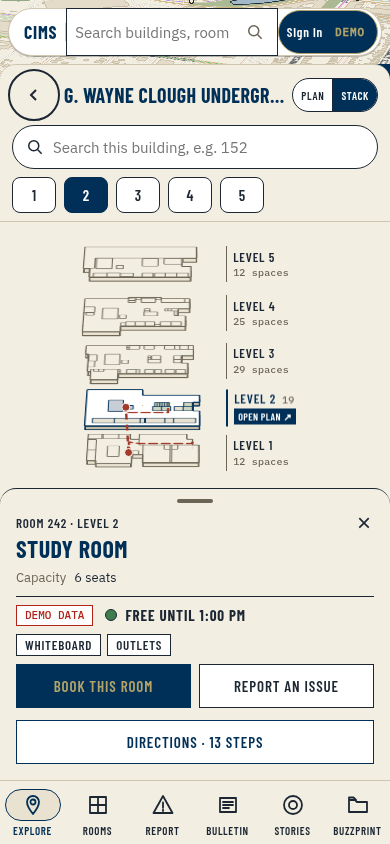 CIMS
Search buildings, room
Sign In DEMO
G. WAYNE CLOUGH UNDERGR...
PLAN
STACK
Search this building, e.g. 152
1
2
3
4
5
LEVEL 5
12 spaces
LEVEL 4
25 spaces
LEVEL 3
29 spaces
LEVEL 2 19
OPEN PLAN ↗
LEVEL 1
12 spaces
ROOM 242 · LEVEL 2
STUDY ROOM
Capacity 6 seats
DEMO DATA
FREE UNTIL 1:00 PM
WHITEBOARD
OUTLETS
BOOK THIS ROOM
REPORT AN ISSUE
DIRECTIONS · 13 STEPS
EXPLORE
ROOMS
REPORT
BULLETIN
STORIES
BUZZPRINT